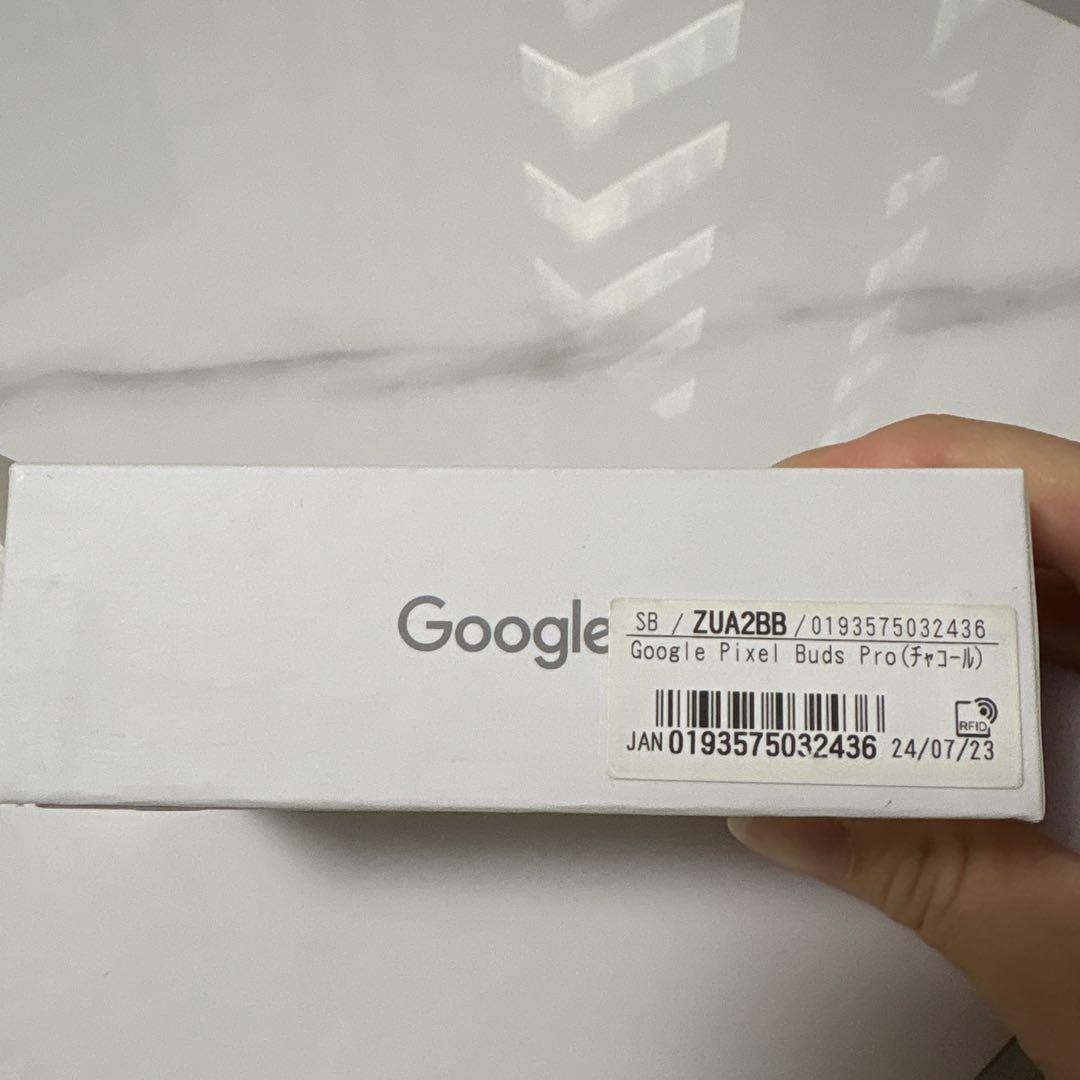 Google
SB / ZUA2BB / 0193575032436
Google Pixel Buds Pro(ﾁｬｺｰﾙ)
RFID
JAN 0193575032436 24/07/23